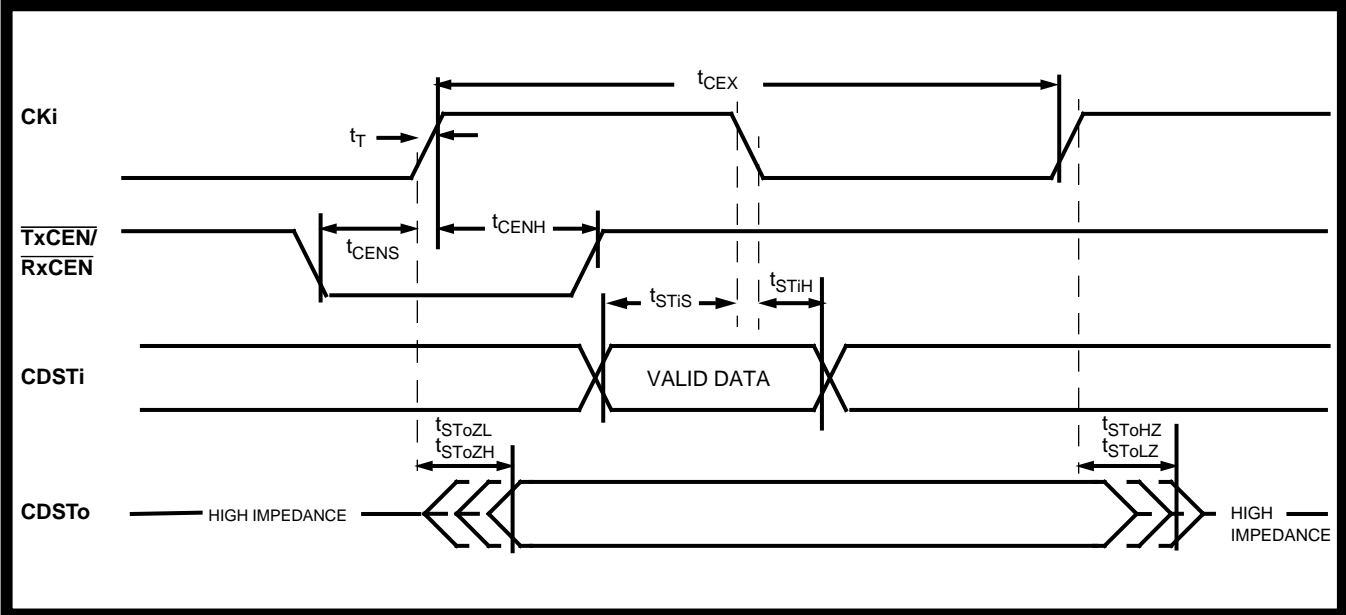 tCEX
CKi
tT
TxCEN/
RxCEN
tCENS
tCENH
tSTiS
tSTiH
CDSTi
VALID DATA
tSToZL
tSToZH
tSToHZ
tSToLZ
CDSTo
HIGH IMPEDANCE
HIGH
IMPEDANCE